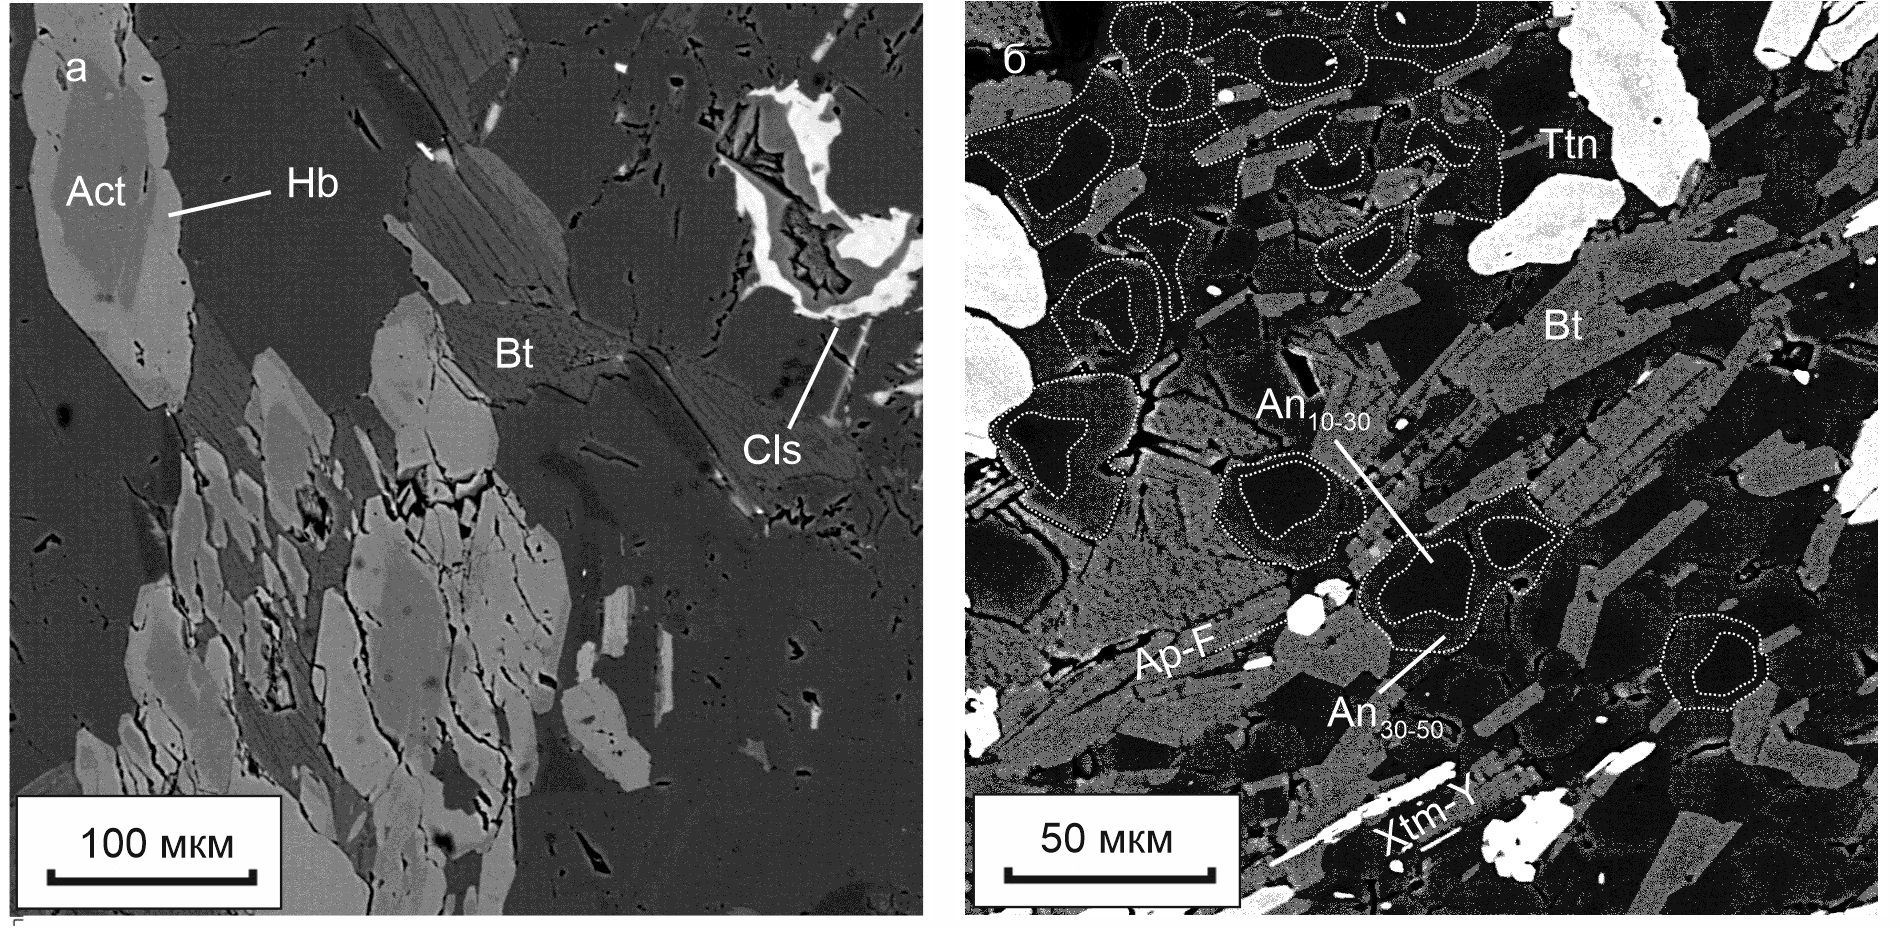 а
Act
Hb
Bt
Cls
100 мкм
б
Ttn
Bt
An10-30
Ap-F
An30-50
Xtm-Y
50 мкм